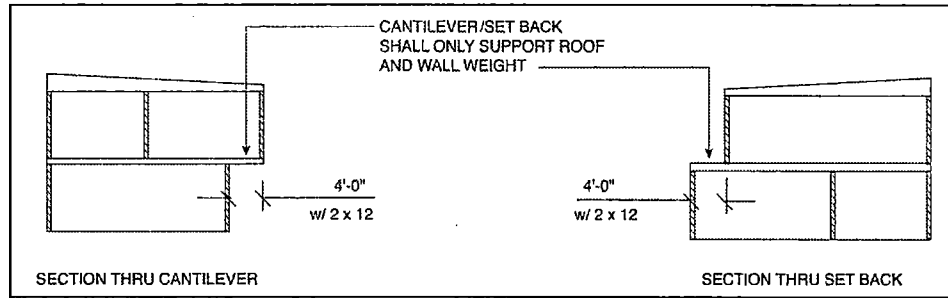 CANTILEVER/SET BACK
SHALL ONLY SUPPORT ROOF
AND WALL WEIGHT
4'-0"
w/ 2 x 12
4'-0"
w/ 2 x 12
SECTION THRU CANTILEVER
SECTION THRU SET BACK